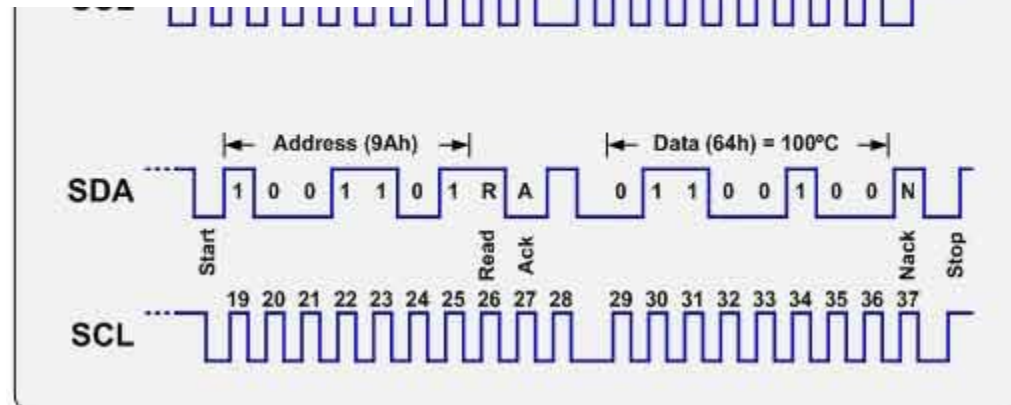 Address (9Ah) Data (64h) = 100ºC
SDA 1 0 0 1 1 0 1 R A 0 1 1 0 0 1 0 0 N
Start Read Ack Nack Stop
19 20 21 22 23 24 25 26 27 28 29 30 31 32 33 34 35 36 37
SCL